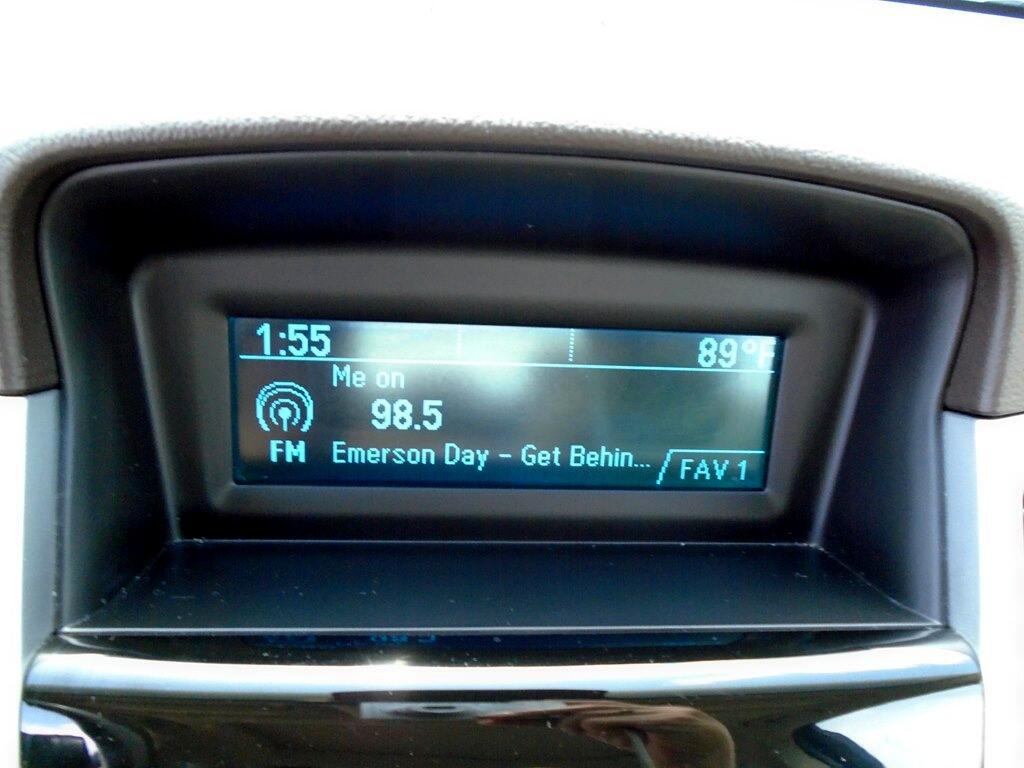 1:55 89°F
Me on
98.5
FM Emerson Day - Get Behin...
FAV 1